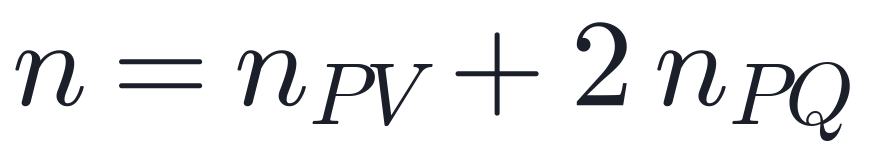 n = n_{PV} + 2 n_{PQ}